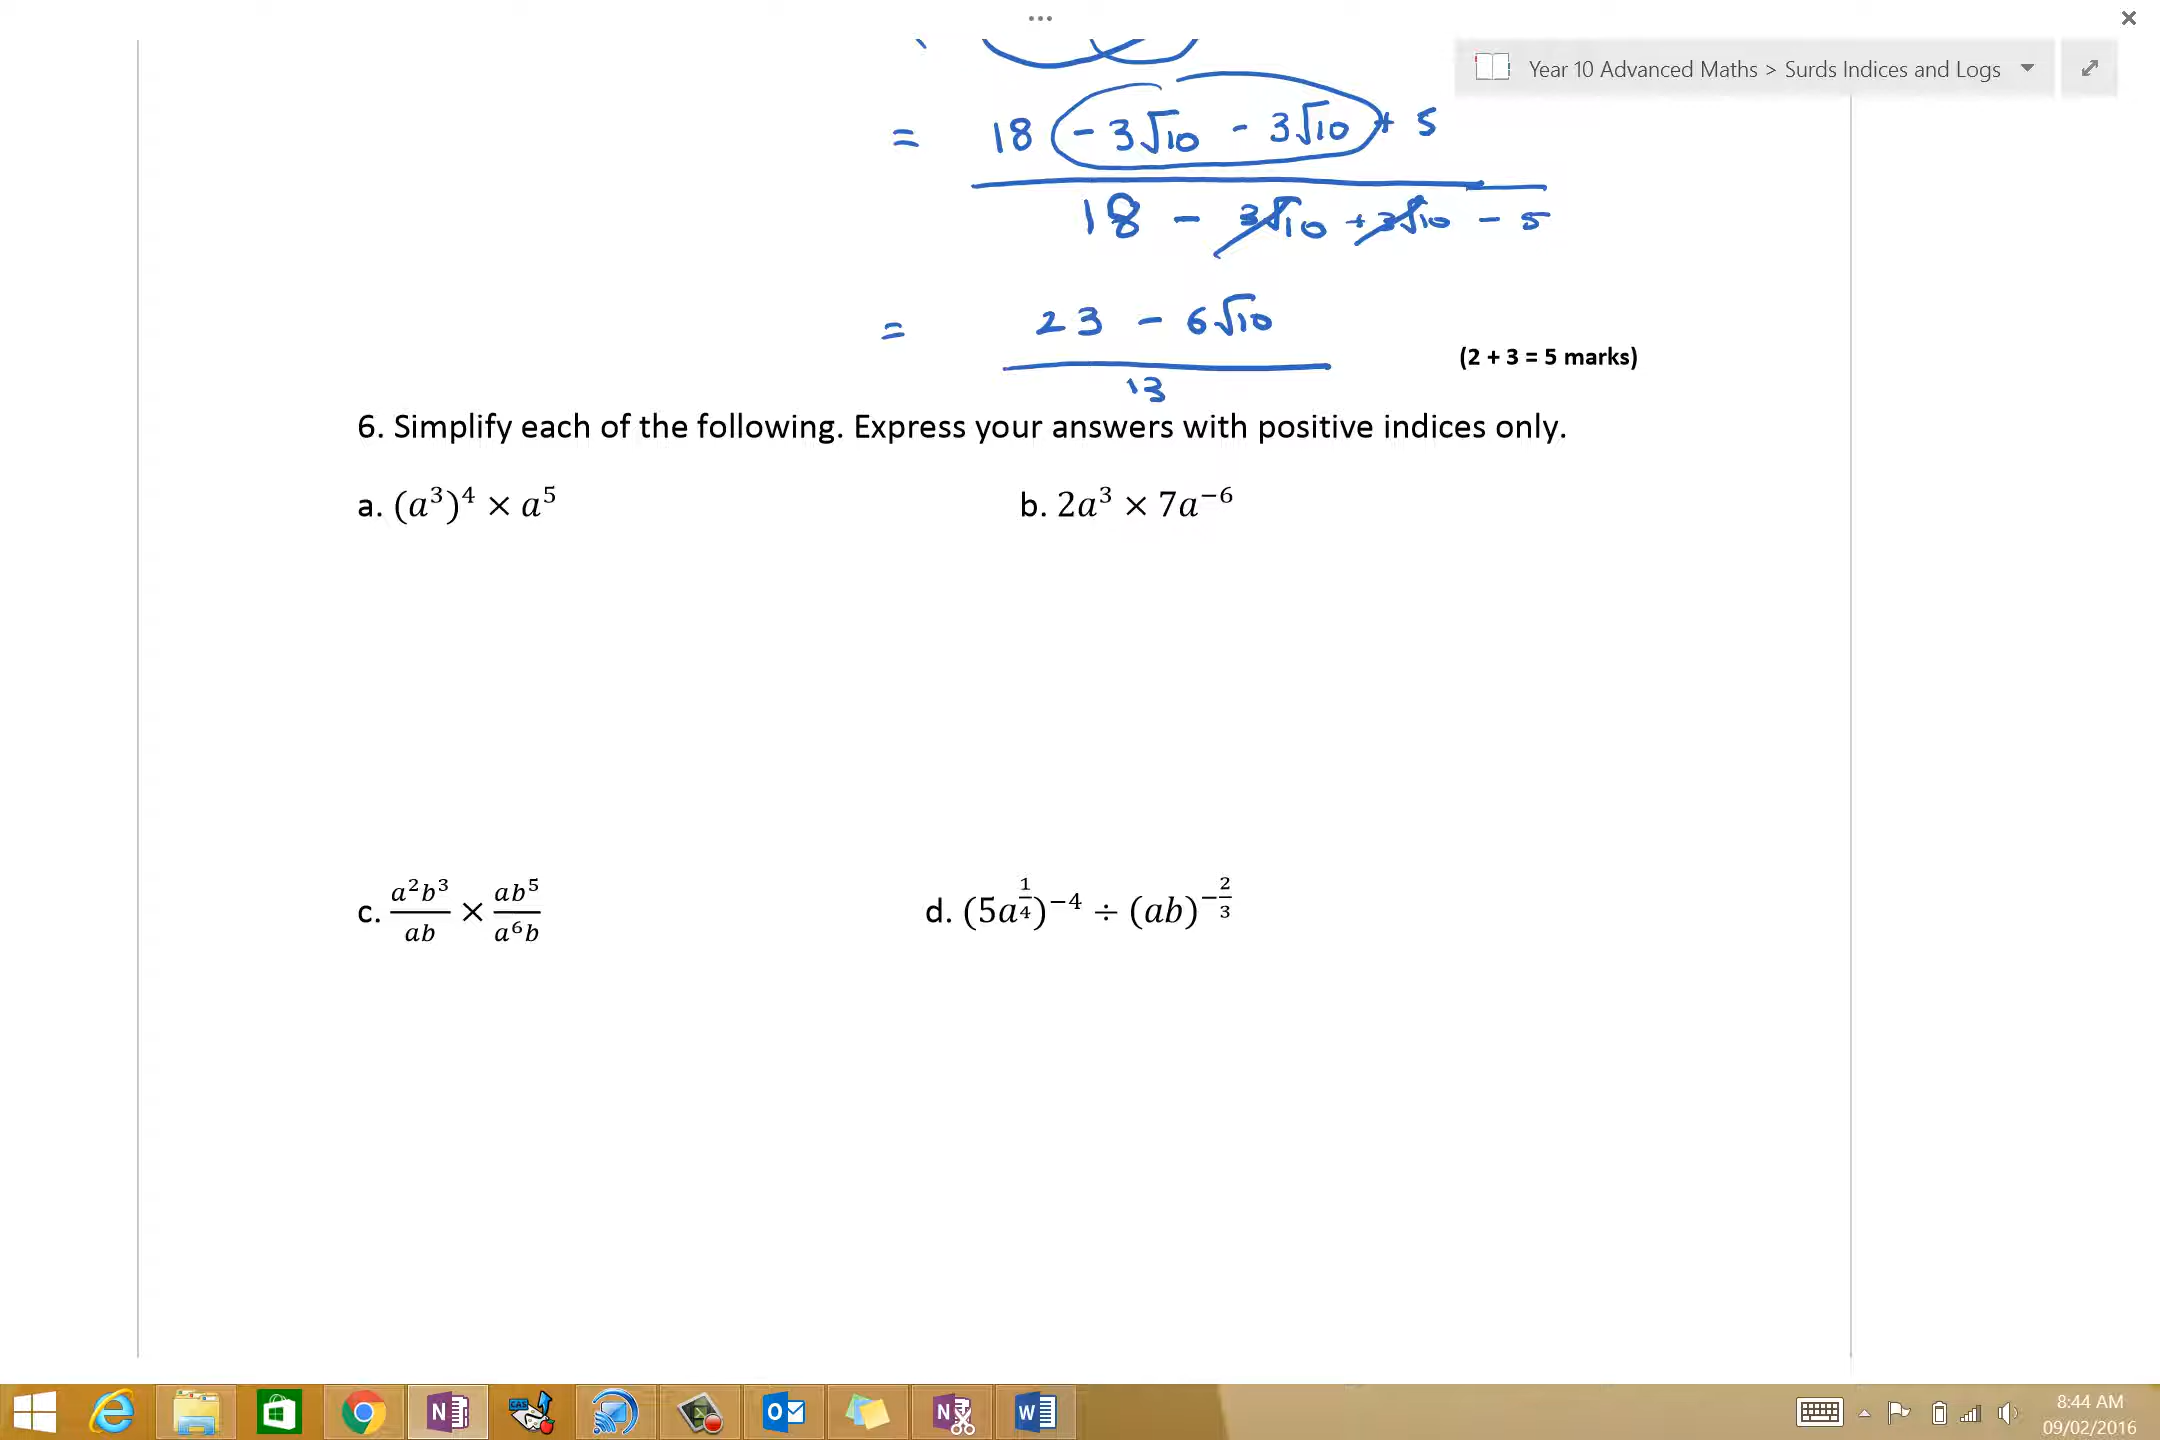 ...
Year 10 Advanced Maths > Surds Indices and Logs
= 18 - 3√10 - 3√10 + 5
18 - 3√10 + 3√10 - 5
= 23 - 6√10
13
(2 + 3 = 5 marks)
6. Simplify each of the following. Express your answers with positive indices only.
a. (a³)⁴ × a⁵
b. 2a³ × 7a⁻⁶
c. a²b³/ab × ab⁵/a⁶b
d. (5a^(1/4))⁻⁴ ÷ (ab)^(-2/3)
8:44 AM
09/02/2016